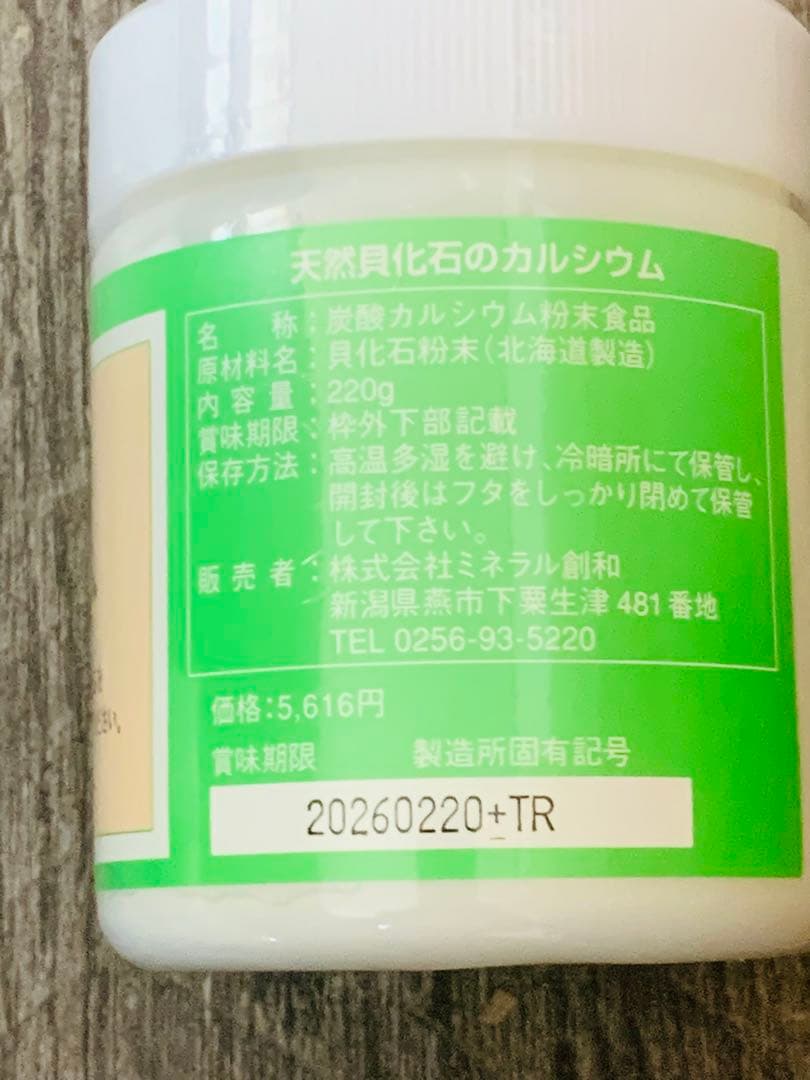 天然貝化石のカルシウム
名称：炭酸カルシウム粉末食品
原材料名：貝化石粉末（北海道製造）
内容量：220g
賞味期限：枠外下部記載
保存方法：高温多湿を避け、冷暗所にて保管し、
開封後はフタをしっかり閉めて保管
して下さい。
販売者：株式会社ミネラル創和
新潟県燕市下粟生津 481 番地
TEL 0256-93-5220
価格：5,616円
賞味期限 製造所固有記号
20260220+TR